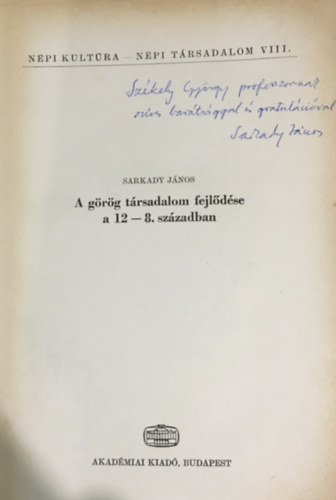 NÉPI KULTÚRA — NÉPI TÁRSADALOM VIII.
Székely György professzornak
szíves barátsággal és gratulációval
Sarkady János
SARKADY JÁNOS
A görög társadalom fejlődése
a 12 — 8. században
AKADÉMIAI KIADÓ, BUDAPEST